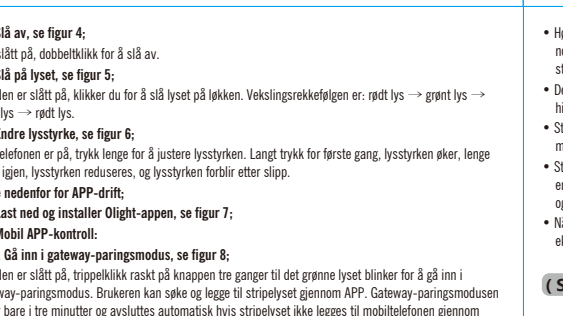 Slå av, se figur 4;
slått på, dobbeltklikk for å slå av.
Slå på lyset, se figur 5;
er slått på, klikker du for å slå lyset på løkken. Vekslingsrekkefølgen er: rødt lys → grønt lys →
lys → rødt lys.
Endre lysstyrke, se figur 6;
er på, trykk lenge for å justere lysstyrken. Langt trykk for første gang, lysstyrken øker, lenge
igjen, lysstyrken reduseres, og lysstyrken forblir etter slipp.
nedenfor for APP-drift;
Last ned og installer Olight-appen, se figur 7;
Mobil APP-kontroll:
Gå inn i gateway-paringsmodus, se figur 8;
er slått på, trippelklikk raskt på knappen tre ganger til det grønne lyset blinker for å gå inn i
way-paringsmodus. Brukeren kan søke og legge til stripelyset gjennom APP. Gateway-paringsmodusen
bare i tre minutter og avsluttes automatisk hvis stripelyset ikke legges til mobiltelefonen gjennom
•
•
•
•
•
( S